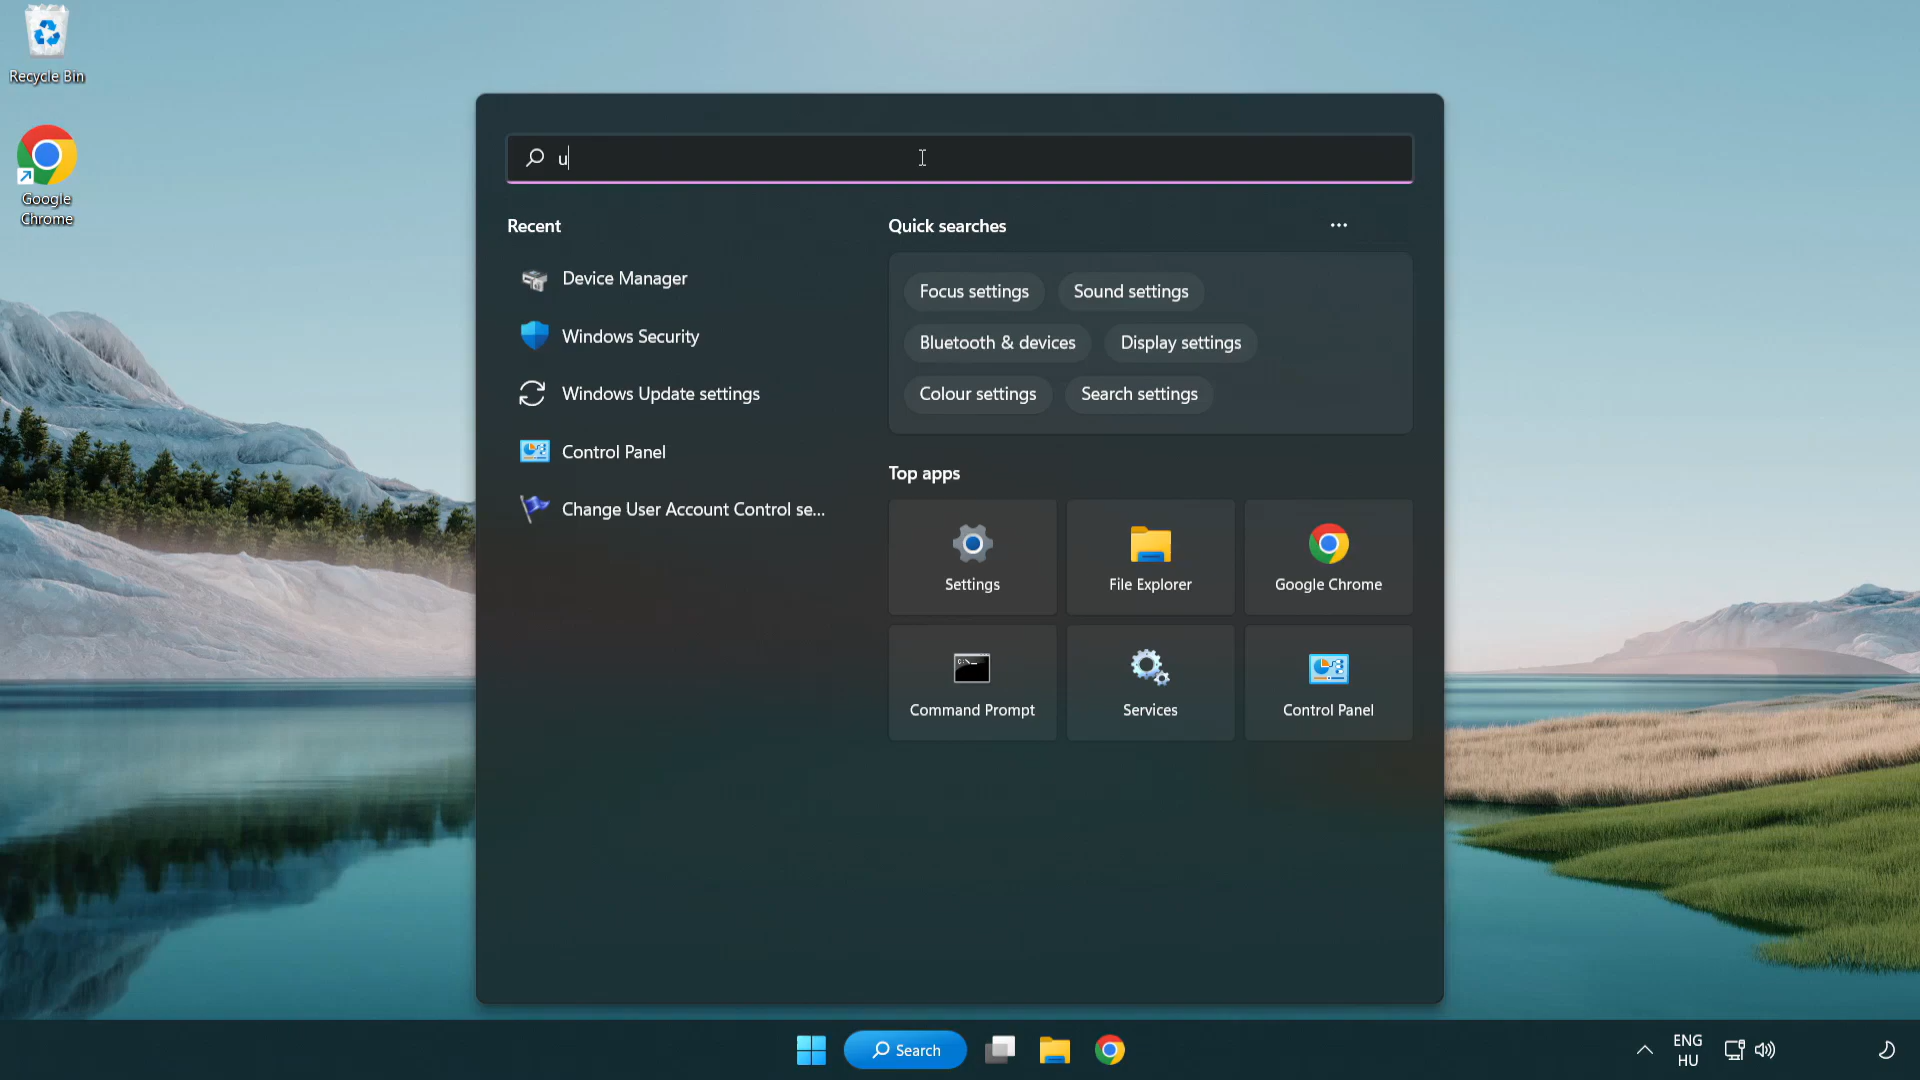 Recycle Bin
Google
Chrome
u
Recent
Device Manager
Windows Security
Windows Update settings
Control Panel
Change User Account Control se...
Quick searches
Focus settings
Sound settings
Bluetooth & devices
Display settings
Colour settings
Search settings
Top apps
Settings
File Explorer
Google Chrome
Command Prompt
Services
Control Panel
Search
ENG
HU